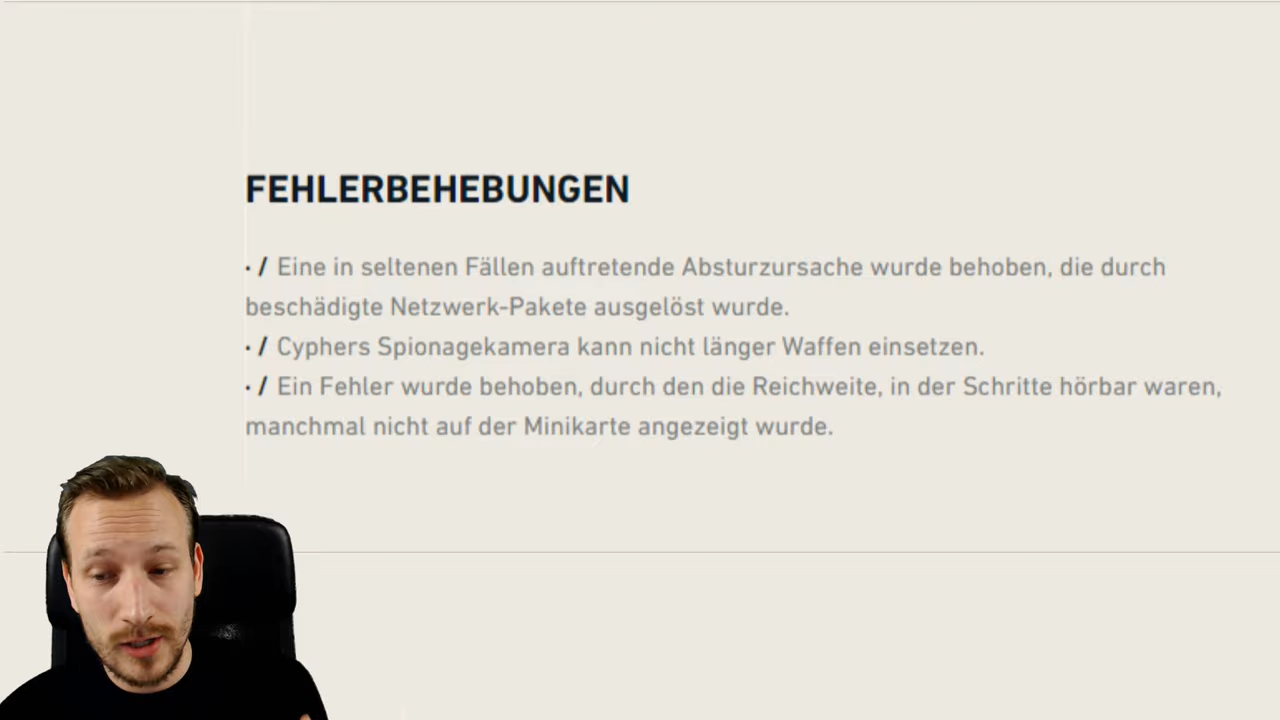 FEHLERBEHEBUNGEN
· / Eine in seltenen Fällen auftretende Absturzursache wurde behoben, die durch
beschädigte Netzwerk-Pakete ausgelöst wurde.
· / Cyphers Spionagekamera kann nicht länger Waffen einsetzen.
· / Ein Fehler wurde behoben, durch den die Reichweite, in der Schritte hörbar waren,
manchmal nicht auf der Minikarte angezeigt wurde.